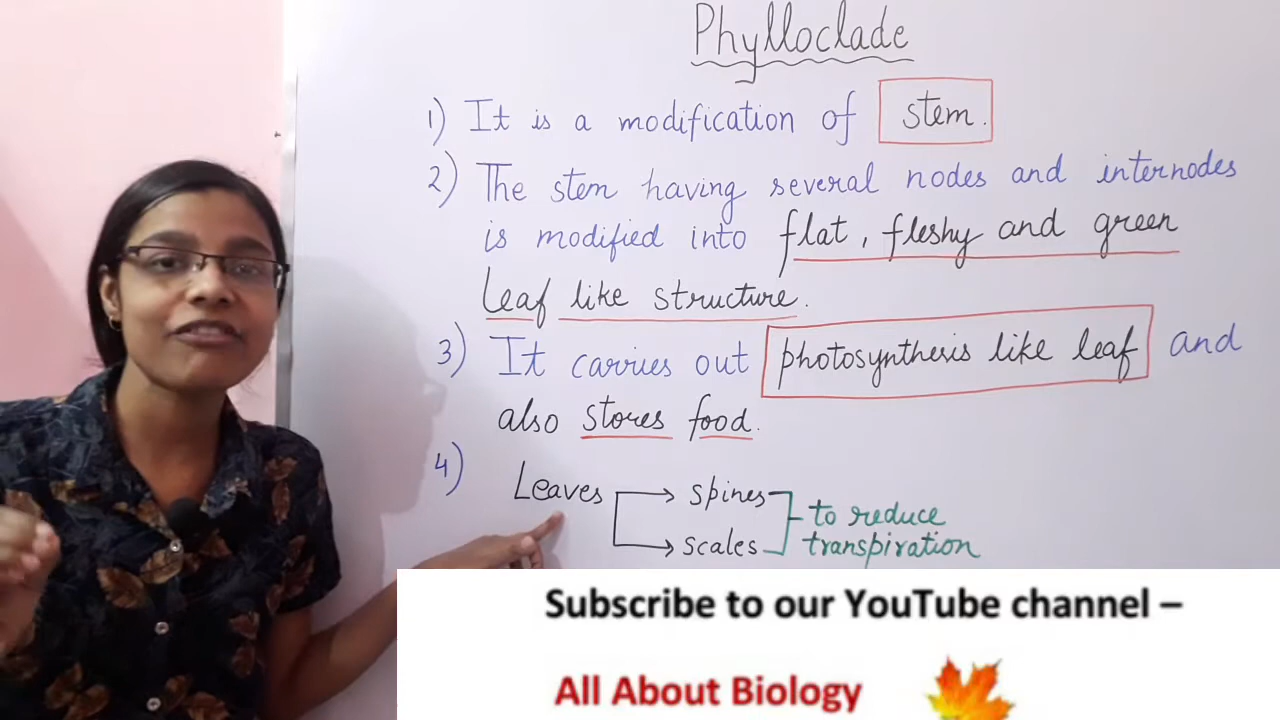 Phylloclade
1) It is a modification of stem.
2) The stem having several nodes and internodes
is modified into flat, fleshy and green
leaf like structure.
3) It carries out photosynthesis like leaf and
also stores food.
4) Leaves → spines
→ scales
to reduce
transpiration
Subscribe to our YouTube channel –
All About Biology